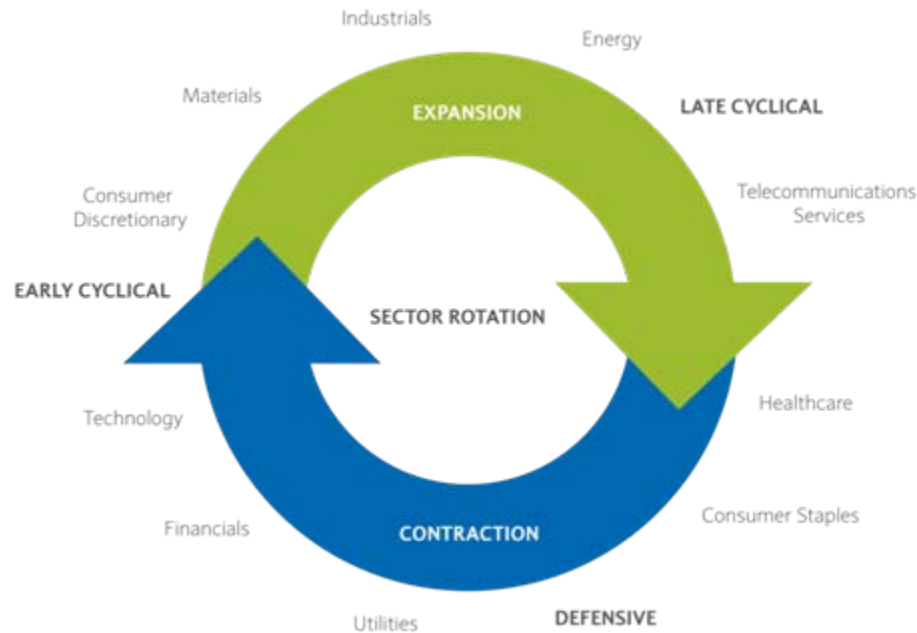 Industrials
Energy
Materials
EXPANSION
LATE CYCLICAL
Consumer
Discretionary
Telecommunications
Services
EARLY CYCLICAL
SECTOR ROTATION
Technology
Healthcare
Financials
CONTRACTION
Consumer Staples
Utilities
DEFENSIVE